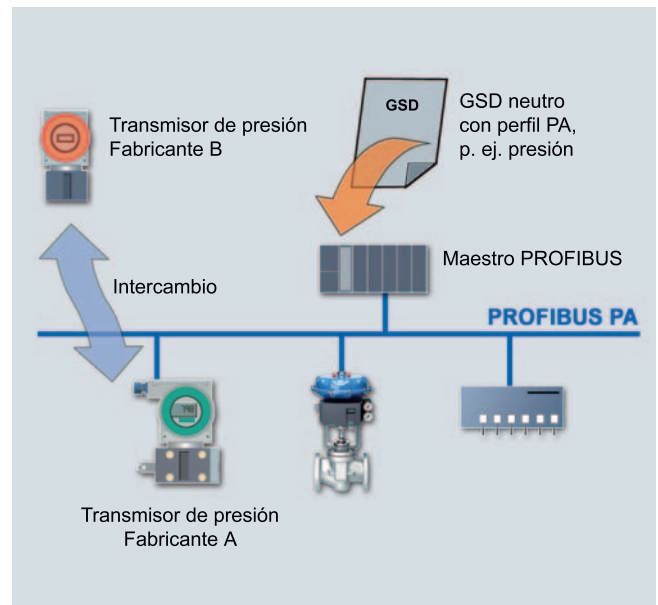 GSD
GSD neutro
con perfil PA,
p. ej. presión
Transmisor de presión
Fabricante B
Maestro PROFIBUS
Intercambio
PROFIBUS PA
Transmisor de presión
Fabricante A